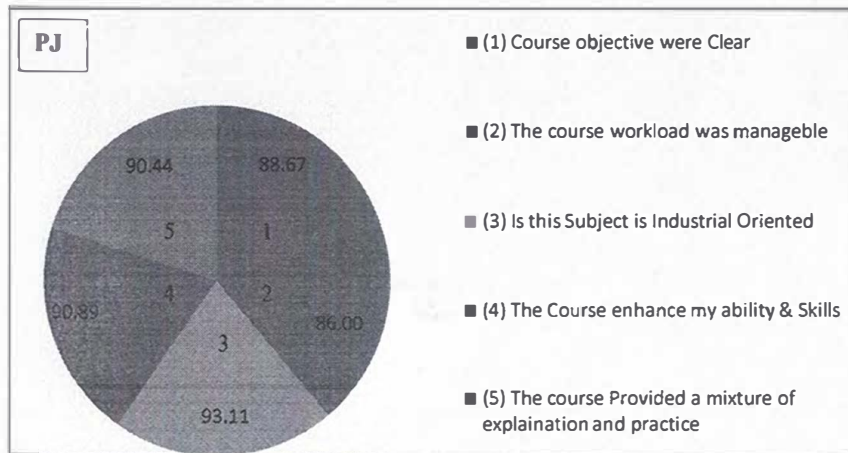 PJ
90.44
88.67
5
1
4
2
90.89
86.00
3
93.11
(1) Course objective were Clear
(2) The course workload was manageble
(3) Is this Subject is Industrial Oriented
(4) The Course enhance my ability & Skills
(5) The course Provided a mixture of
explaination and practice